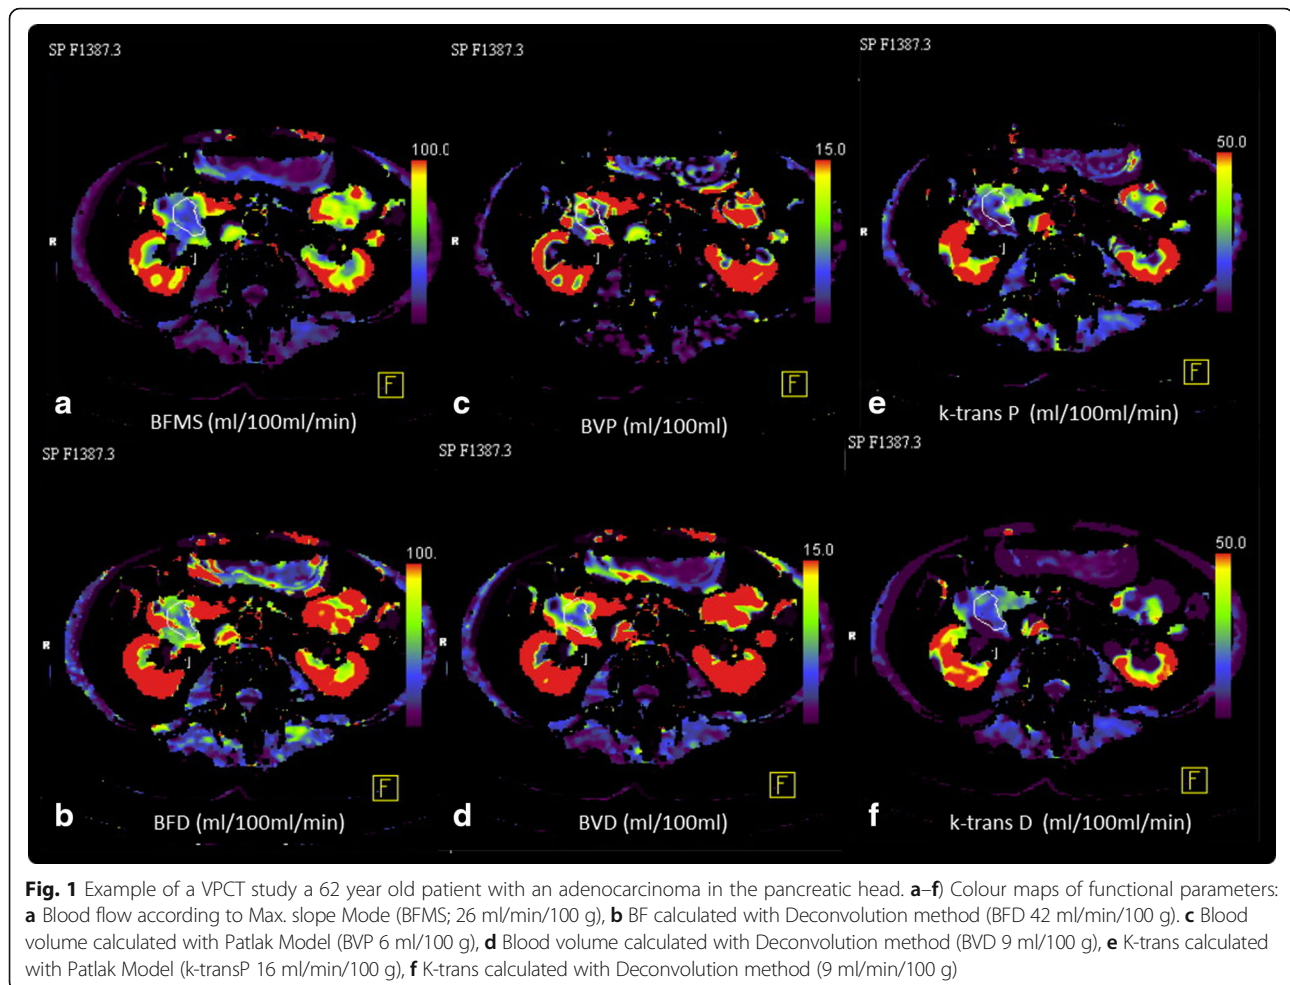 SP F1387.3
SP F1387.3
SP F1387.3
100.0
15.0
50.0
R
R
R
J
J
J
F
F
F
a
c
e
BFMS (ml/100ml/min)
BVP (ml/100ml)
k-trans P (ml/100ml/min)
SP F1387.3
SP F1387.3
SP F1387.3
100.
15.0
50.0
R
R
R
J
J
J
F
F
F
b
d
f
BFD (ml/100ml/min)
BVD (ml/100ml)
k-trans D (ml/100ml/min)
Fig. 1 Example of a VPCT study a 62 year old patient with an adenocarcinoma in the pancreatic head. a–f) Colour maps of functional parameters:
a Blood flow according to Max. slope Mode (BFMS; 26 ml/min/100 g), b BF calculated with Deconvolution method (BFD 42 ml/min/100 g). c Blood
volume calculated with Patlak Model (BVP 6 ml/100 g), d Blood volume calculated with Deconvolution method (BVD 9 ml/100 g), e K-trans calculated
with Patlak Model (k-transP 16 ml/min/100 g), f K-trans calculated with Deconvolution method (9 ml/min/100 g)